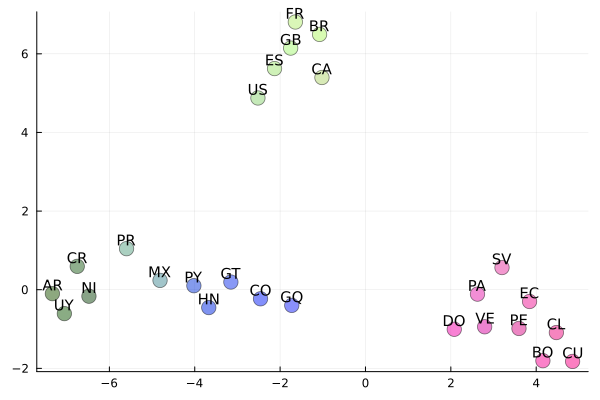 FR
BR
GB
ES
CA
US
6
4
2
0
−2
PR
CR
MX
AR
NI
UY
PY
GT
HN
CO
GQ
SV
PA
EC
DO
VE
PE
CL
BO
CU
−6
−4
−2
0
2
4